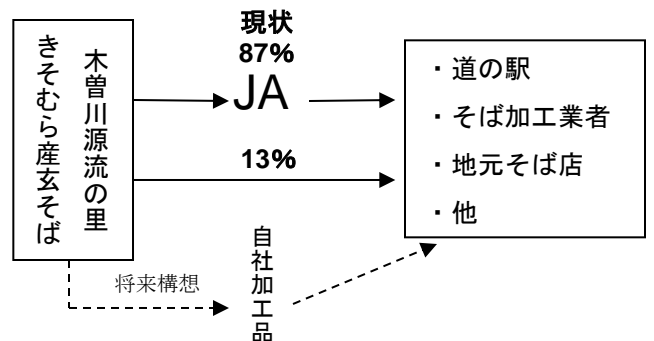 木曽川源流の里
きそむら産玄そば
現状
87%
JA
13%
・道の駅
・そば加工業者
・地元そば店
・他
将来構想
自社加工品